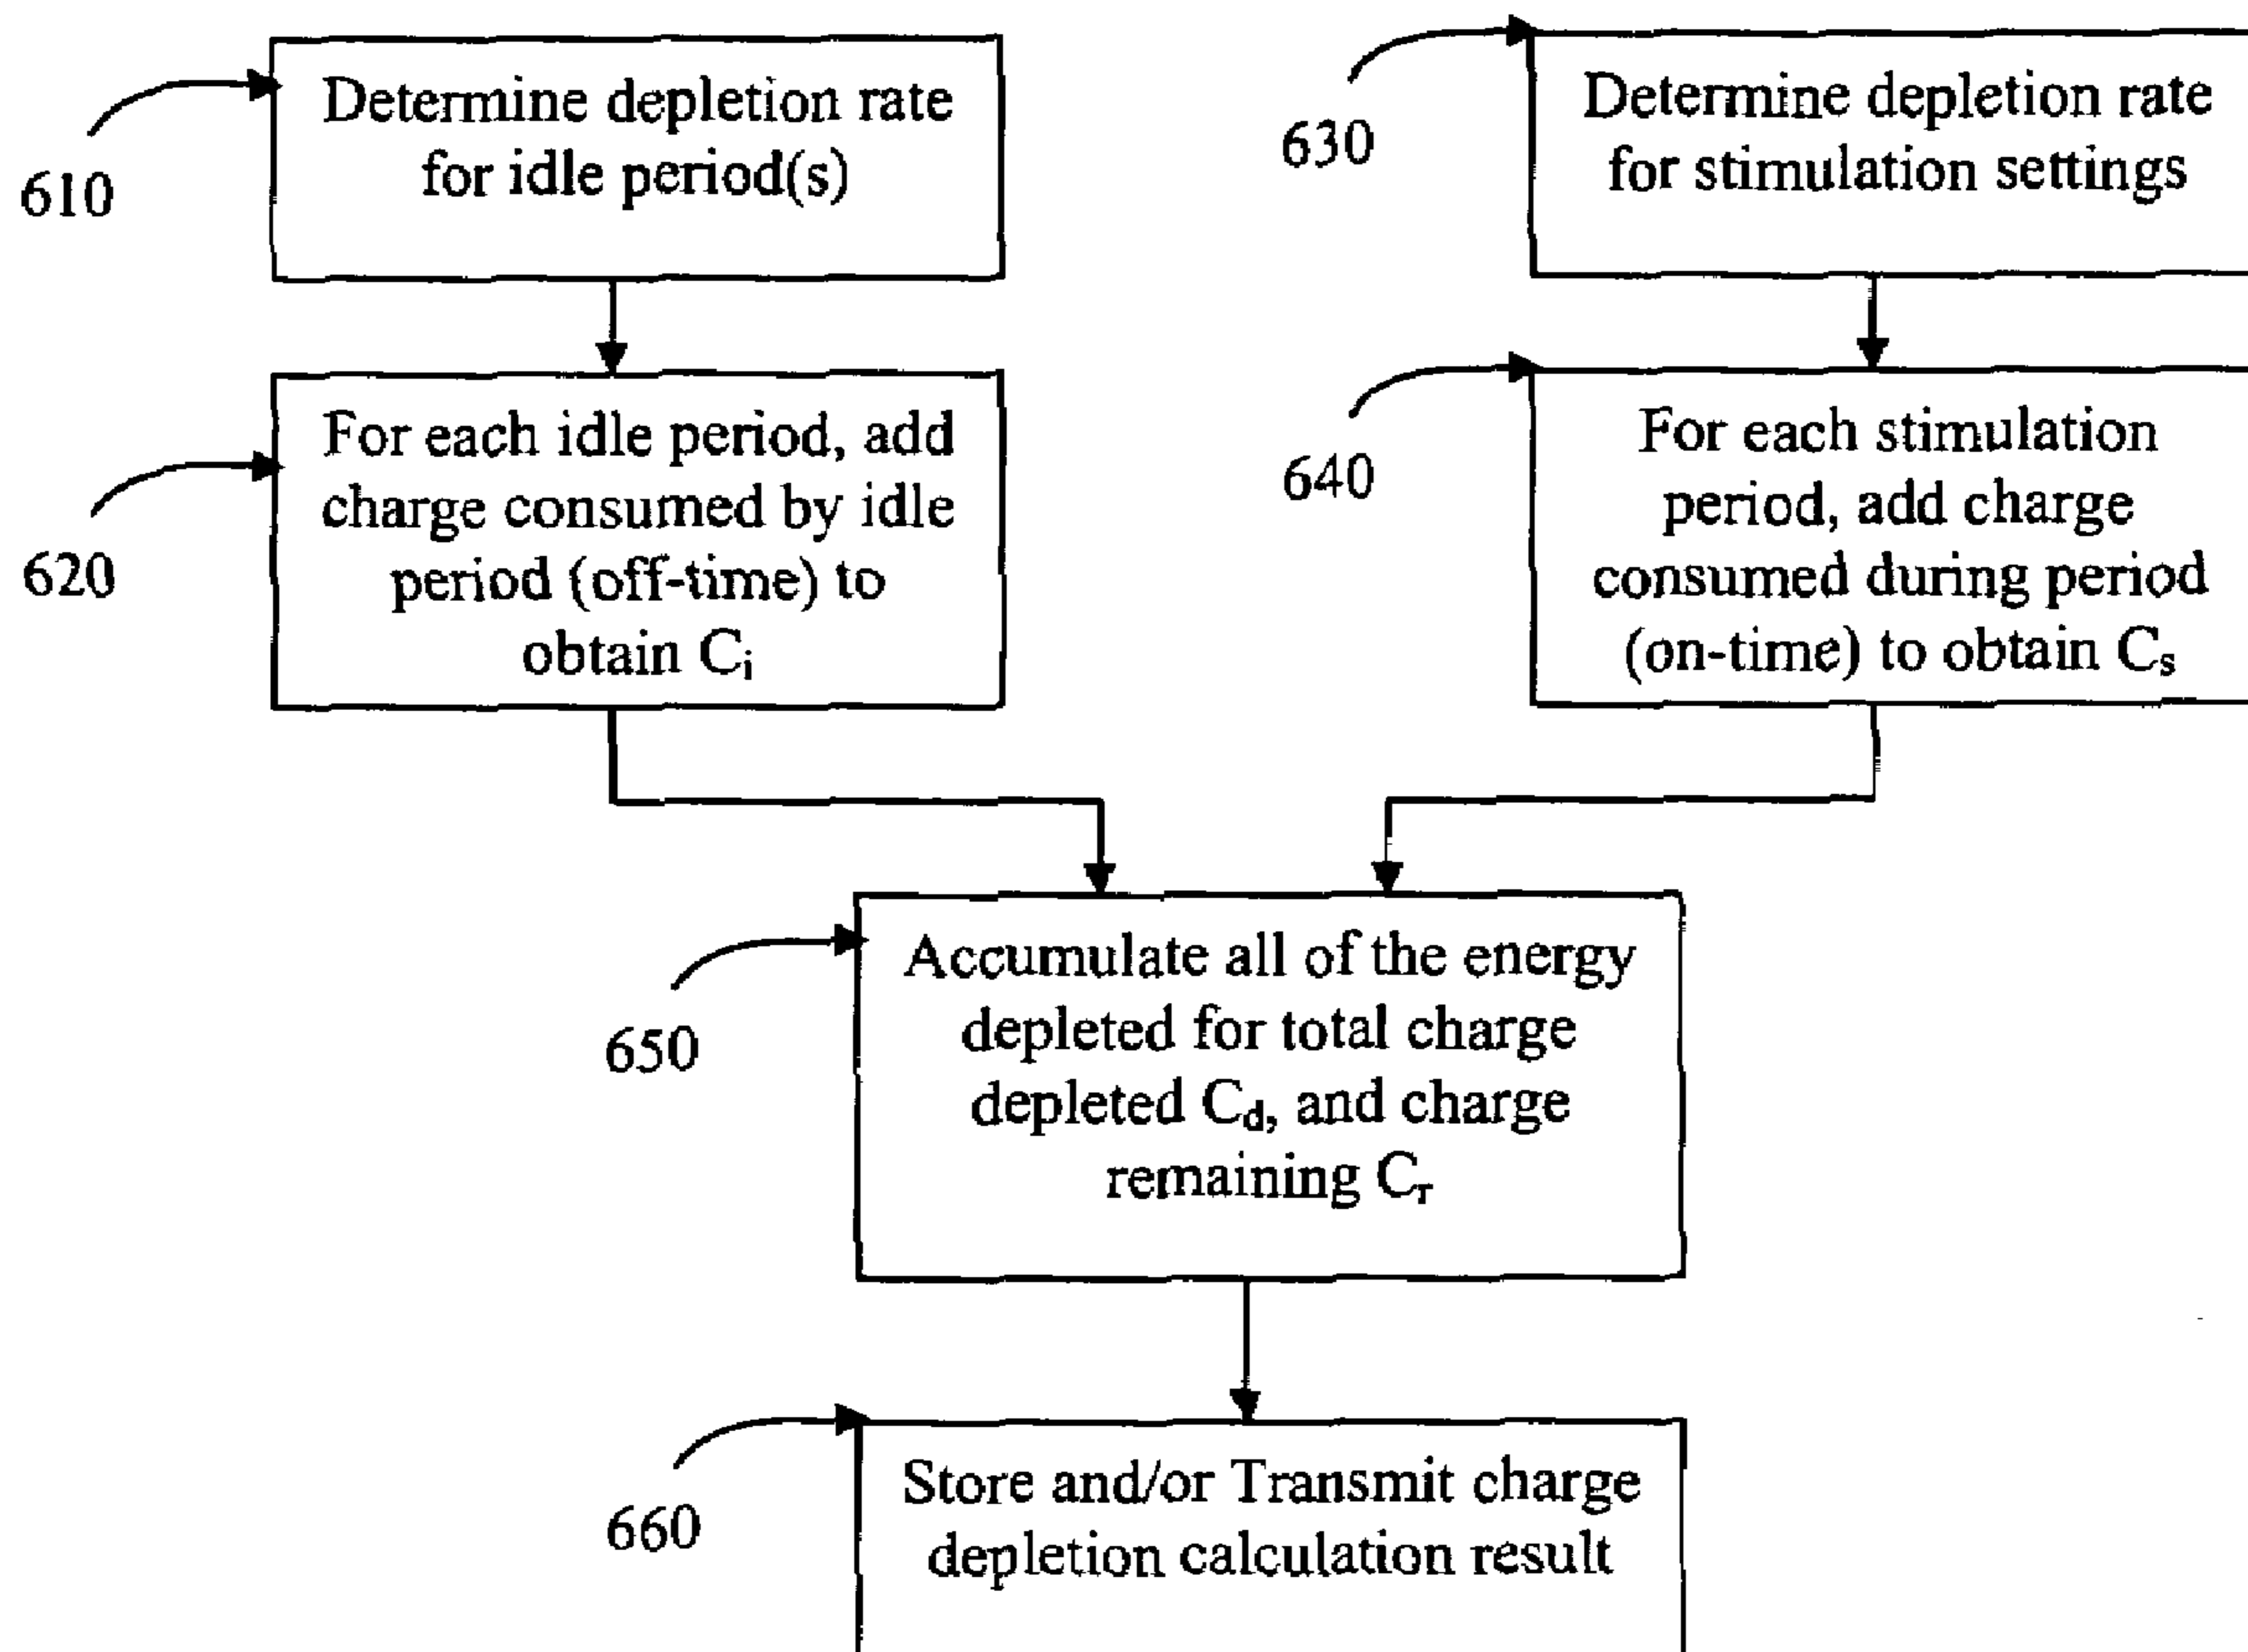 610
Determine depletion rate
for idle period(s)
630
Determine depletion rate
for stimulation settings
620
For each idle period, add
charge consumed by idle
period (off-time) to
obtain Cᵢ
640
For each stimulation
period, add charge
consumed during period
(on-time) to obtain Cₛ
650
Accumulate all of the energy
depleted for total charge
depleted C_d, and charge
remaining Cᵣ
660
Store and/or Transmit charge
depletion calculation result